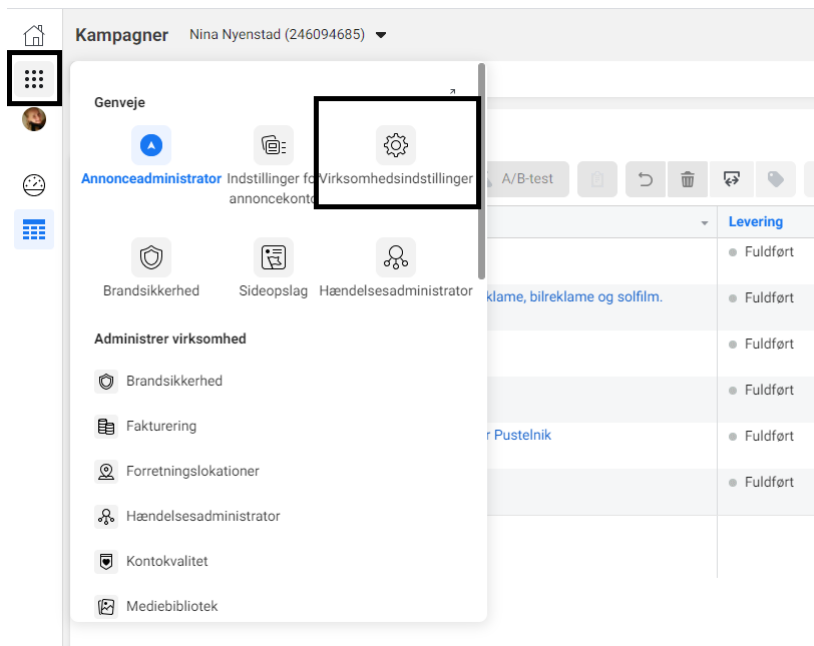 Kampagner Nina Nyenstad (246094685)
Genveje
Annonceadministrator
Indstillinger fo
annoncekonto
Virksomhedsindstillinger
Brandsikkerhed
Sideopslag
Hændelsesadministrator
Administrer virksomhed
Brandsikkerhed
Fakturering
Forretningslokationer
Hændelsesadministrator
Kontokvalitet
Mediebibliotek
A/B-test
Levering
Fuldført
klame, bilreklame og solfilm.
Fuldført
Fuldført
Fuldført
r Pustelnik
Fuldført
Fuldført